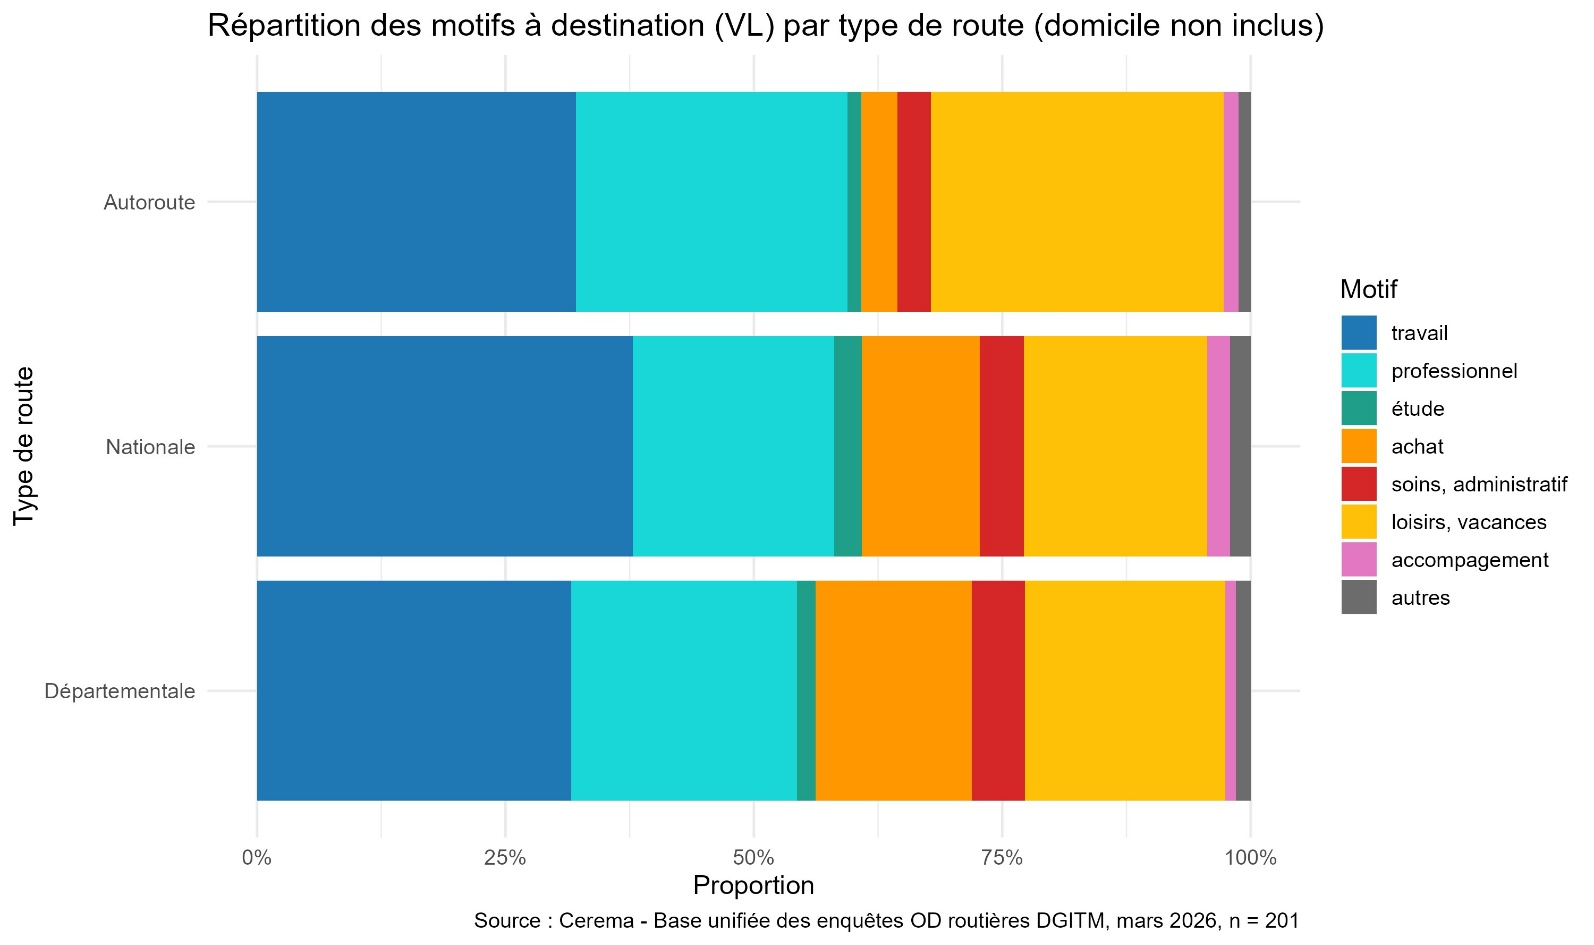 Répartition des motifs à destination (VL) par type de route (domicile non inclus)
Type de route
Autoroute
Nationale
Départementale
0%
25%
50%
75%
100%
Proportion
Motif
travail
professionnel
étude
achat
soins, administratif
loisirs, vacances
accompagement
autres
Source : Cerema - Base unifiée des enquêtes OD routières DGITM, mars 2026, n = 201